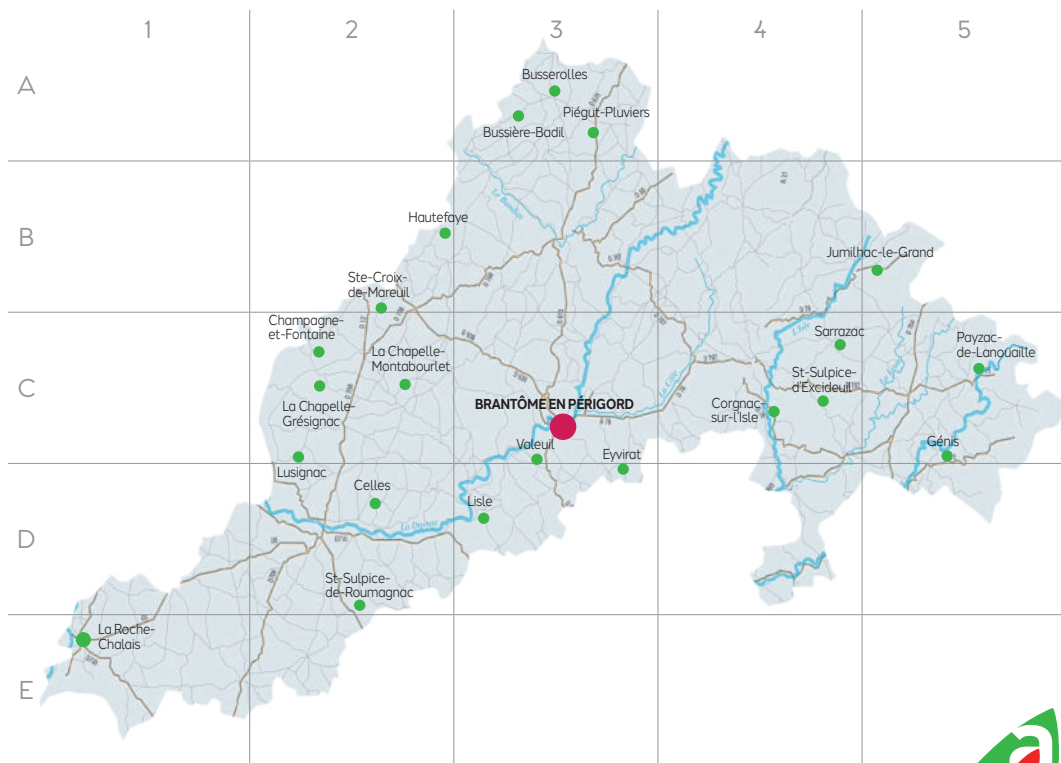 1
2
3
4
5
A
Busserolles
Piégut-Pluviers
Bussière-Badil
B
Hautefaye
Jumilhac-le-Grand
Ste-Croix-
de-Mareuil
Champagne-
et-Fontaine
La Chapelle-
Montabourlet
Sarrazac
Payzac-
de-Lanouaille
St-Sulpice-
d'Excideuil
C
La Chapelle-
Grésignac
BRANTÔME EN PÉRIGORD
Corgnac-
sur-l'Isle
Valeuil
Eyvirat
Génis
Lusignac
Celles
Lisle
D
St-Sulpice-
de-Roumagnac
La Roche-
Chalais
E